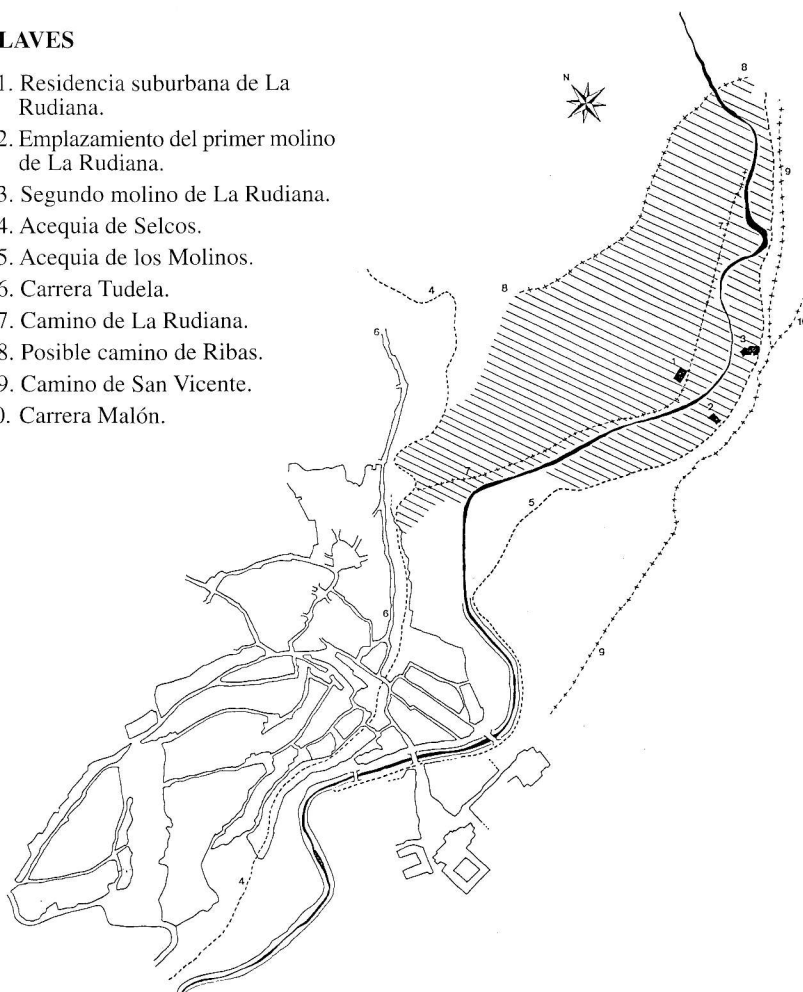 LAVES
1. Residencia suburbana de La
Rudiana.
2. Emplazamiento del primer molino
de La Rudiana.
3. Segundo molino de La Rudiana.
4. Acequia de Selcos.
5. Acequia de los Molinos.
6. Carrera Tudela.
7. Camino de La Rudiana.
8. Posible camino de Ribas.
9. Camino de San Vicente.
0. Carrera Malón.
N
8
9
7
4
8
6
10
3
1
2
7
5
6
9
4